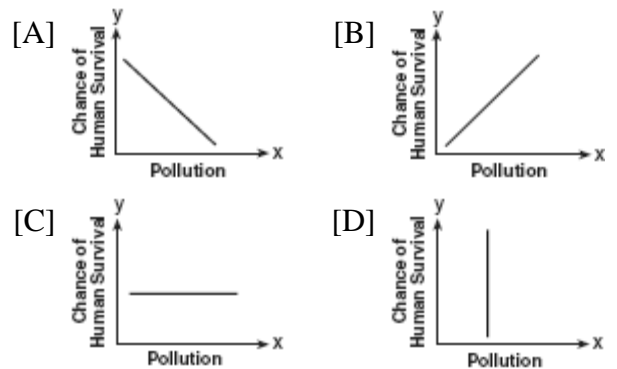 [A]
y
Chance of
Human Survival
x
Pollution
[B]
y
Chance of
Human Survival
x
Pollution
[C]
y
Chance of
Human Survival
x
Pollution
[D]
y
Chance of
Human Survival
x
Pollution